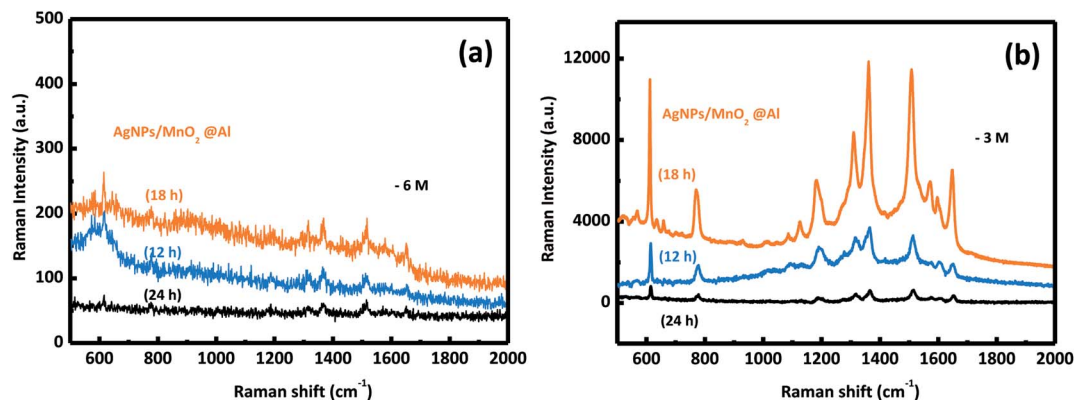 500
400
300
200
100
0
Raman Intensity (a.u.)
(a)
AgNPs/MnO₂ @Al
- 6 M
(18 h)
(12 h)
(24 h)
600 800 1000 1200 1400 1600 1800 2000
Raman shift (cm⁻¹)
12000
8000
4000
0
Raman Intensity (a.u.)
(b)
AgNPs/MnO₂ @Al
- 3 M
(18 h)
(12 h)
(24 h)
600 800 1000 1200 1400 1600 1800 2000
Raman shift (cm⁻¹)